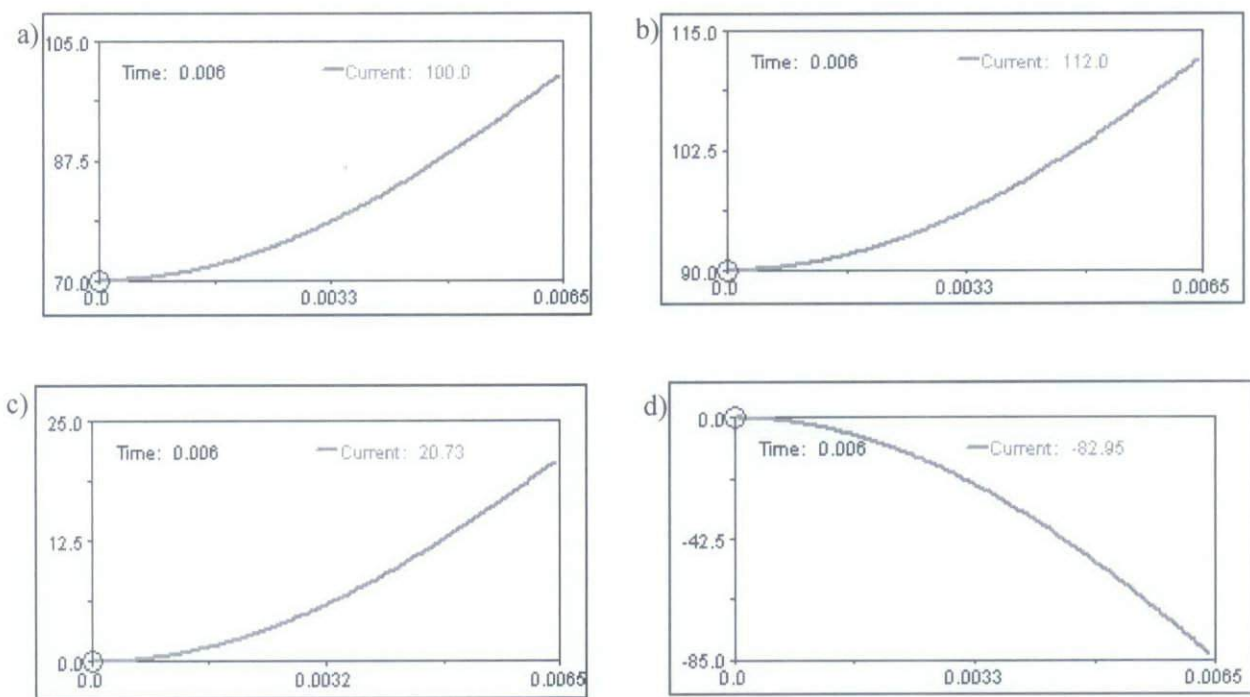 a)
105.0
Time: 0.006 Current: 100.0
87.5
70.0
0.0 0.0033 0.0065
b)
115.0
Time: 0.006 Current: 112.0
102.5
90.0
0.0 0.0033 0.0065
c)
25.0
Time: 0.006 Current: 20.73
12.5
0.0
0.0 0.0032 0.0065
d)
0.0
Time: 0.006 Current: -82.95
-42.5
-85.0
0.0 0.0033 0.0065